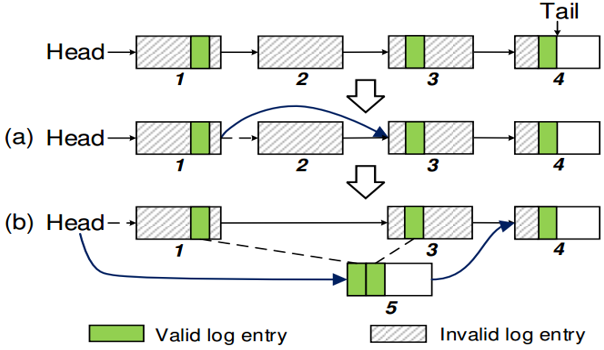 Tail
Head
1 2 3 4
(a) Head
1 2 3 4
(b) Head
1 3 4
5
Valid log entry Invalid log entry